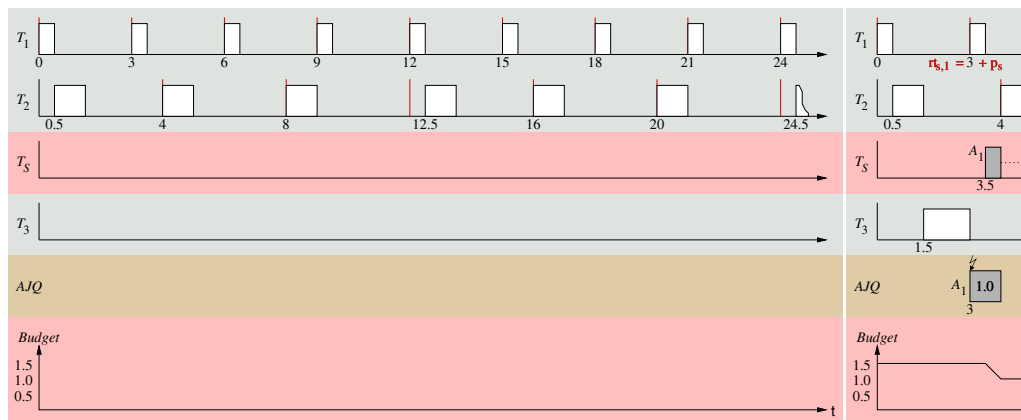 T1
0 3 6 9 12 15 18 21 24
T2
0.5 4 8 12.5 16 20 24.5
TS
T3
AJQ
Budget
1.5
1.0
0.5
t
T1
0 3
rts,1 = 3 + ps
T2
0.5 4
TS
A1
3.5
T3
1.5
AJQ
A1 1.0
3
Budget
1.5
1.0
0.5